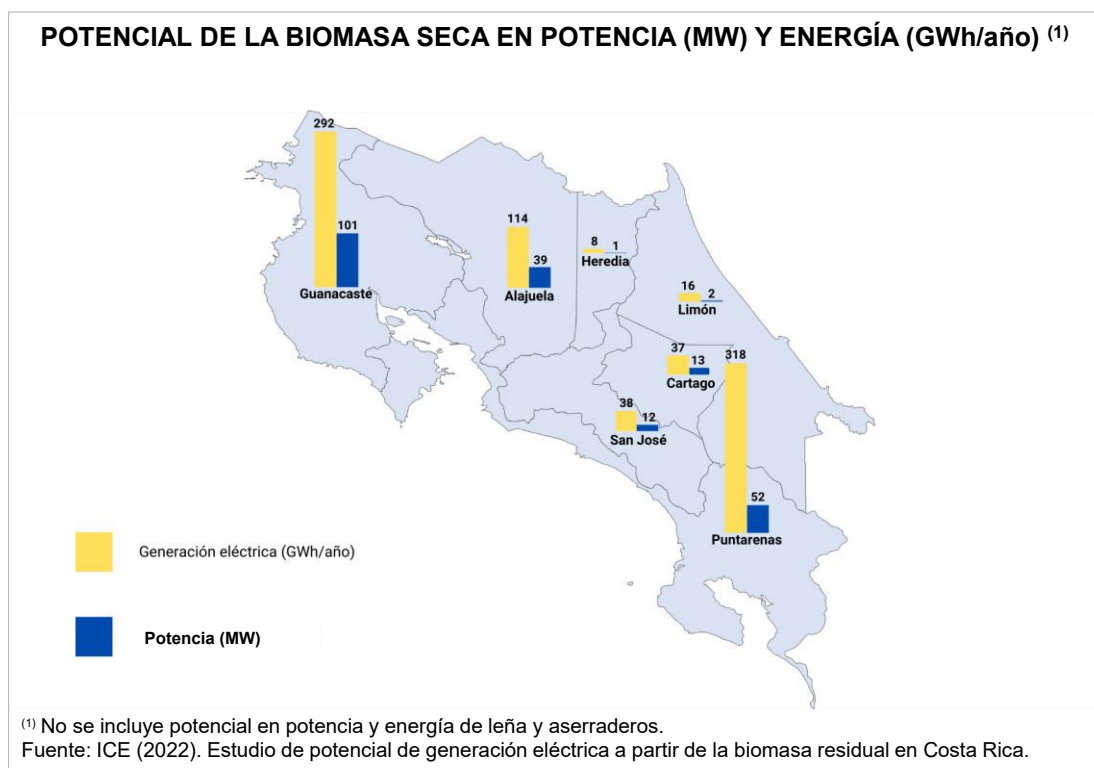 POTENCIAL DE LA BIOMASA SECA EN POTENCIA (MW) Y ENERGÍA (GWh/año) (1)
292
101
Guanacaste
114
39
Alajuela
8 1
Heredia
16
2
Limón
37
13
Cartago
318
38
12
San José
52
Puntarenas
Generación eléctrica (GWh/año)
Potencia (MW)
(1) No se incluye potencial en potencia y energía de leña y aserraderos.
Fuente: ICE (2022). Estudio de potencial de generación eléctrica a partir de la biomasa residual en Costa Rica.